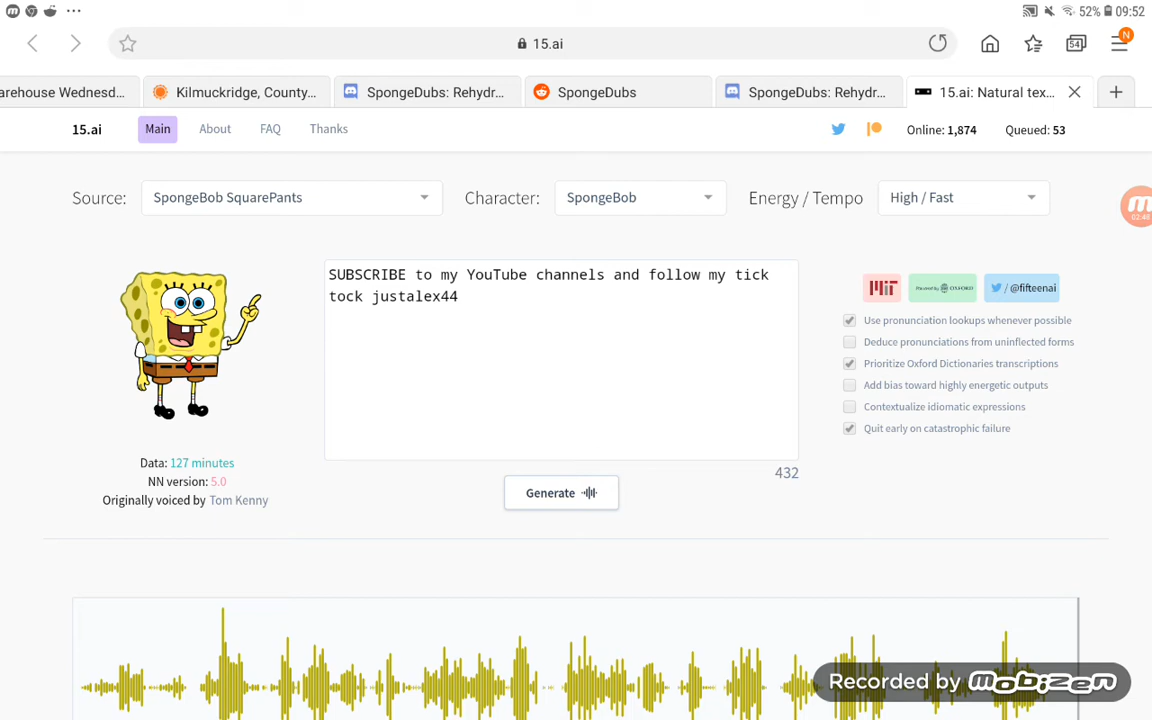 52% 09:52
15.ai
54
N
arehouse Wednesd...
Kilmuckridge, County...
SpongeDubs: Rehydr...
SpongeDubs
SpongeDubs: Rehydr...
15.ai: Natural tex...
15.ai
Main
About
FAQ
Thanks
Online: 1,874
Queued: 53
Source:
SpongeBob SquarePants
Character:
SpongeBob
Energy / Tempo
High / Fast
02:48
SUBSCRIBE to my YouTube channels and follow my tick
tock justalex44
432
Generate
Data: 127 minutes
NN version: 5.0
Originally voiced by Tom Kenny
MIT
OXFORD
/ @fifteenai
Use pronunciation lookups whenever possible
Deduce pronunciations from uninflected forms
Prioritize Oxford Dictionaries transcriptions
Add bias toward highly energetic outputs
Contextualize idiomatic expressions
Quit early on catastrophic failure
Recorded by mobizen